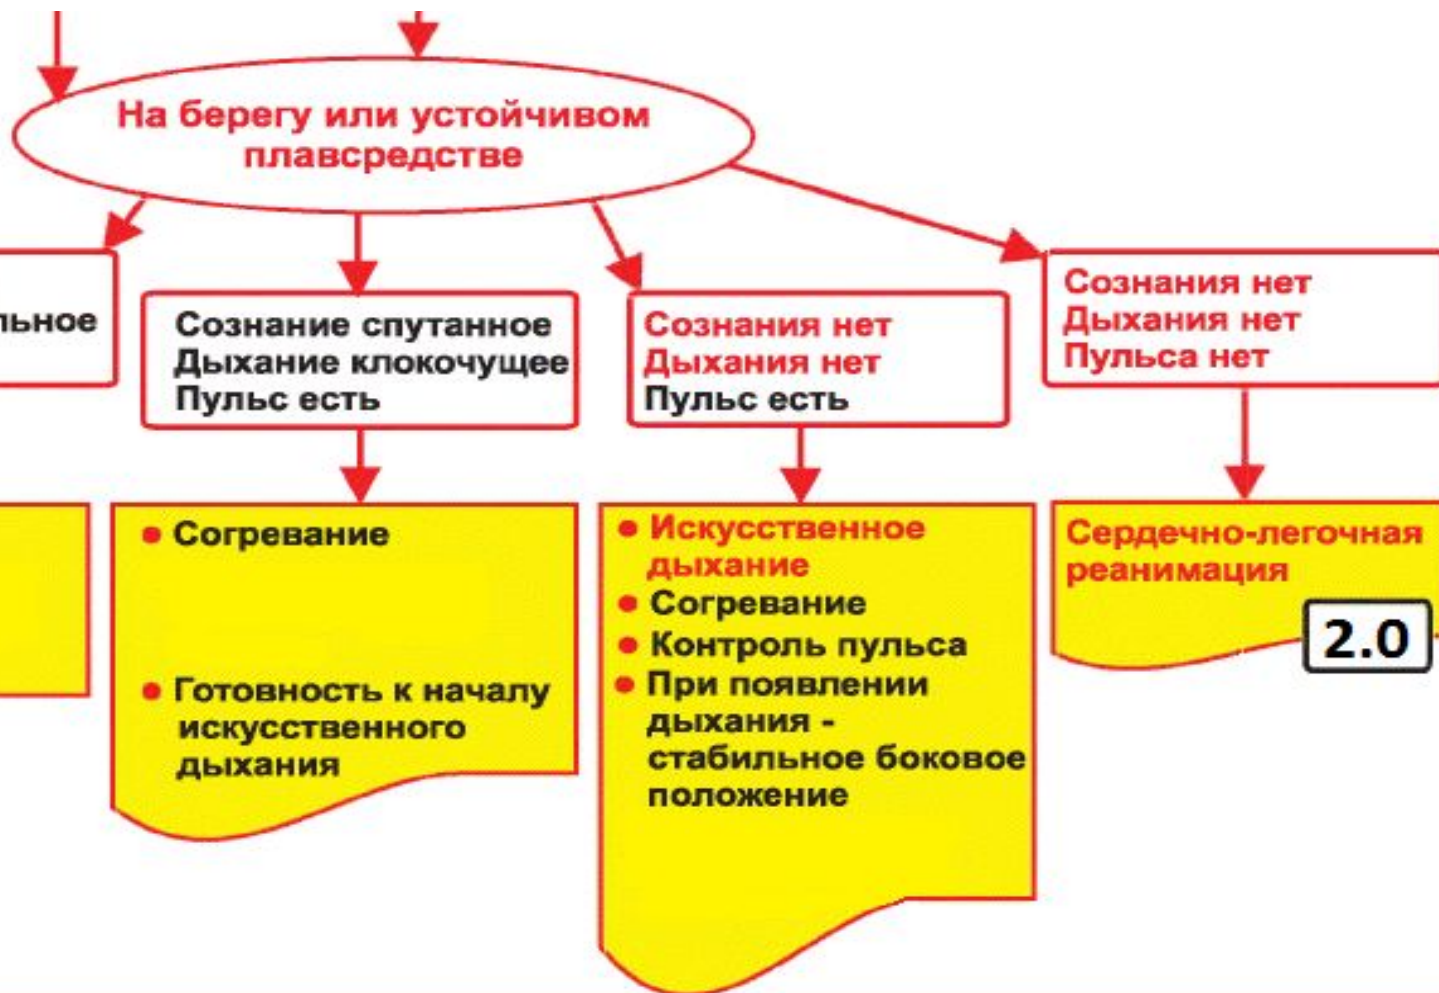 На берегу или устойчивом
плавсредстве
Сознание спутанное
Дыхание клокочущее
Пульс есть
Сознания нет
Дыхания нет
Пульс есть
Сознания нет
Дыхания нет
Пульса нет
• Согревание
• Готовность к началу
искусственного
дыхания
• Искусственное
дыхание
• Согревание
• Контроль пульса
• При появлении
дыхания -
стабильное боковое
положение
Сердечно-легочная
реанимация
2.0